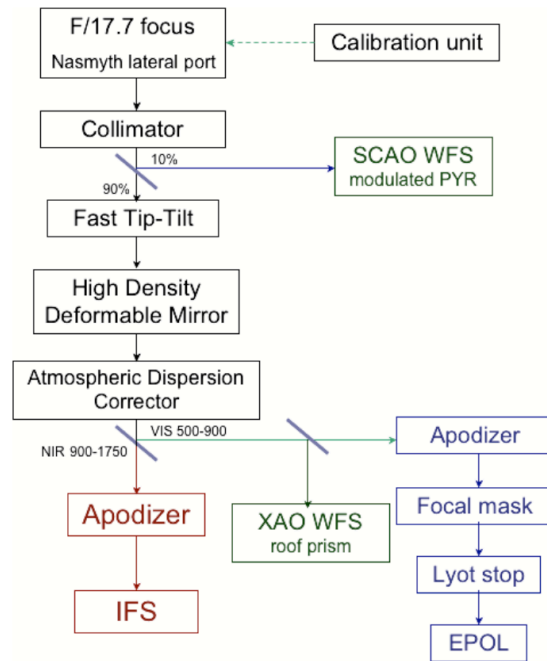 F/17.7 focus
Nasmyth lateral port
Calibration unit
Collimator
10%
SCAO WFS
modulated PYR
90%
Fast Tip-Tilt
High Density
Deformable Mirror
Atmospheric Dispersion
Corrector
VIS 500-900
NIR 900-1750
Apodizer
Apodizer
XAO WFS
roof prism
Focal mask
Lyot stop
IFS
EPOL